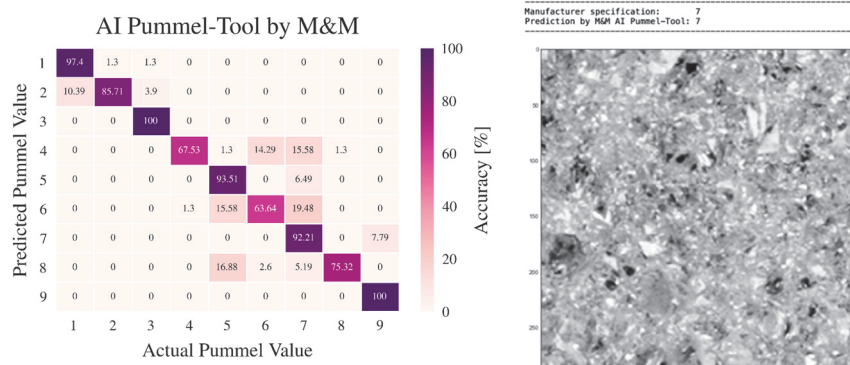 AI Pummel-Tool by M&M
Predicted Pummel Value
1 97.4 1.3 1.3 0 0 0 0 0 0
2 10.39 85.71 3.9 0 0 0 0 0 0
3 0 0 100 0 0 0 0 0 0
4 0 0 0 67.53 1.3 14.29 15.58 1.3 0
5 0 0 0 0 93.51 0 6.49 0 0
6 0 0 0 1.3 15.58 63.64 19.48 0 0
7 0 0 0 0 0 0 92.21 0 7.79
8 0 0 0 0 16.88 2.6 5.19 75.32 0
9 0 0 0 0 0 0 0 0 100
1 2 3 4 5 6 7 8 9
Actual Pummel Value
100
80
60
40
20
0
Accuracy [%]
Manufacturer specification: 7
Prediction by M&M AI Pummel-Tool: 7
0
50
100
150
200
250